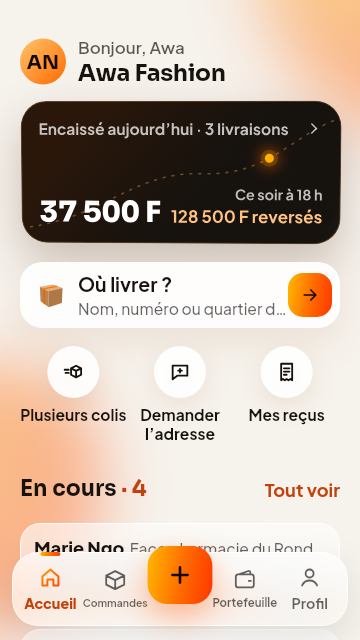 AN
Bonjour, Awa
Awa Fashion
Encaissé aujourd'hui · 3 livraisons
Ce soir à 18 h
37 500 F
128 500 F reversés
Où livrer ?
Nom, numéro ou quartier d…
Plusieurs colis
Demander
l'adresse
Mes reçus
En cours · 4
Tout voir
Marie Ngo
Accueil
Commandes
Portefeuille
Profil